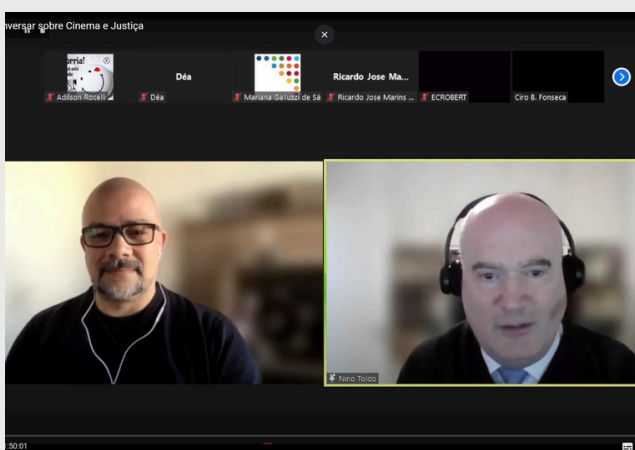 nversar sobre Cinema e Justiça
orria!
Déa
Ricardo Jose Ma...
Adilson Rocelli
Déa
Mariana Galluzzi de Sá
Ricardo Jose Marins ...
ECROBERT
Ciro B. Fonseca
Nino Toldo
:50:01